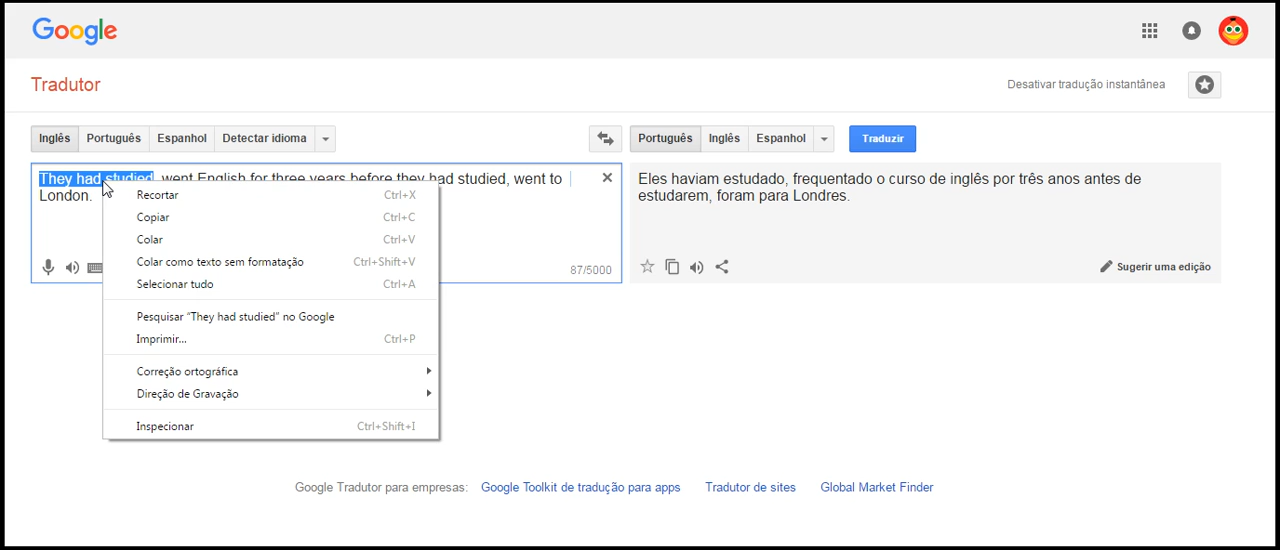 Google
Tradutor
Desativar tradução instantânea
Inglês Português Espanhol Detectar idioma
Português Inglês Espanhol
Traduzir
They had studied, went English for three years before they had studied, went to
London.
87/5000
Eles haviam estudado, frequentado o curso de inglês por três anos antes de
estudarem, foram para Londres.
Sugerir uma edição
Recortar Ctrl+X
Copiar Ctrl+C
Colar Ctrl+V
Colar como texto sem formatação Ctrl+Shift+V
Selecionar tudo Ctrl+A
Pesquisar “They had studied” no Google
Imprimir... Ctrl+P
Correção ortográfica
Direção de Gravação
Inspecionar Ctrl+Shift+I
Google Tradutor para empresas: Google Toolkit de tradução para apps Tradutor de sites Global Market Finder